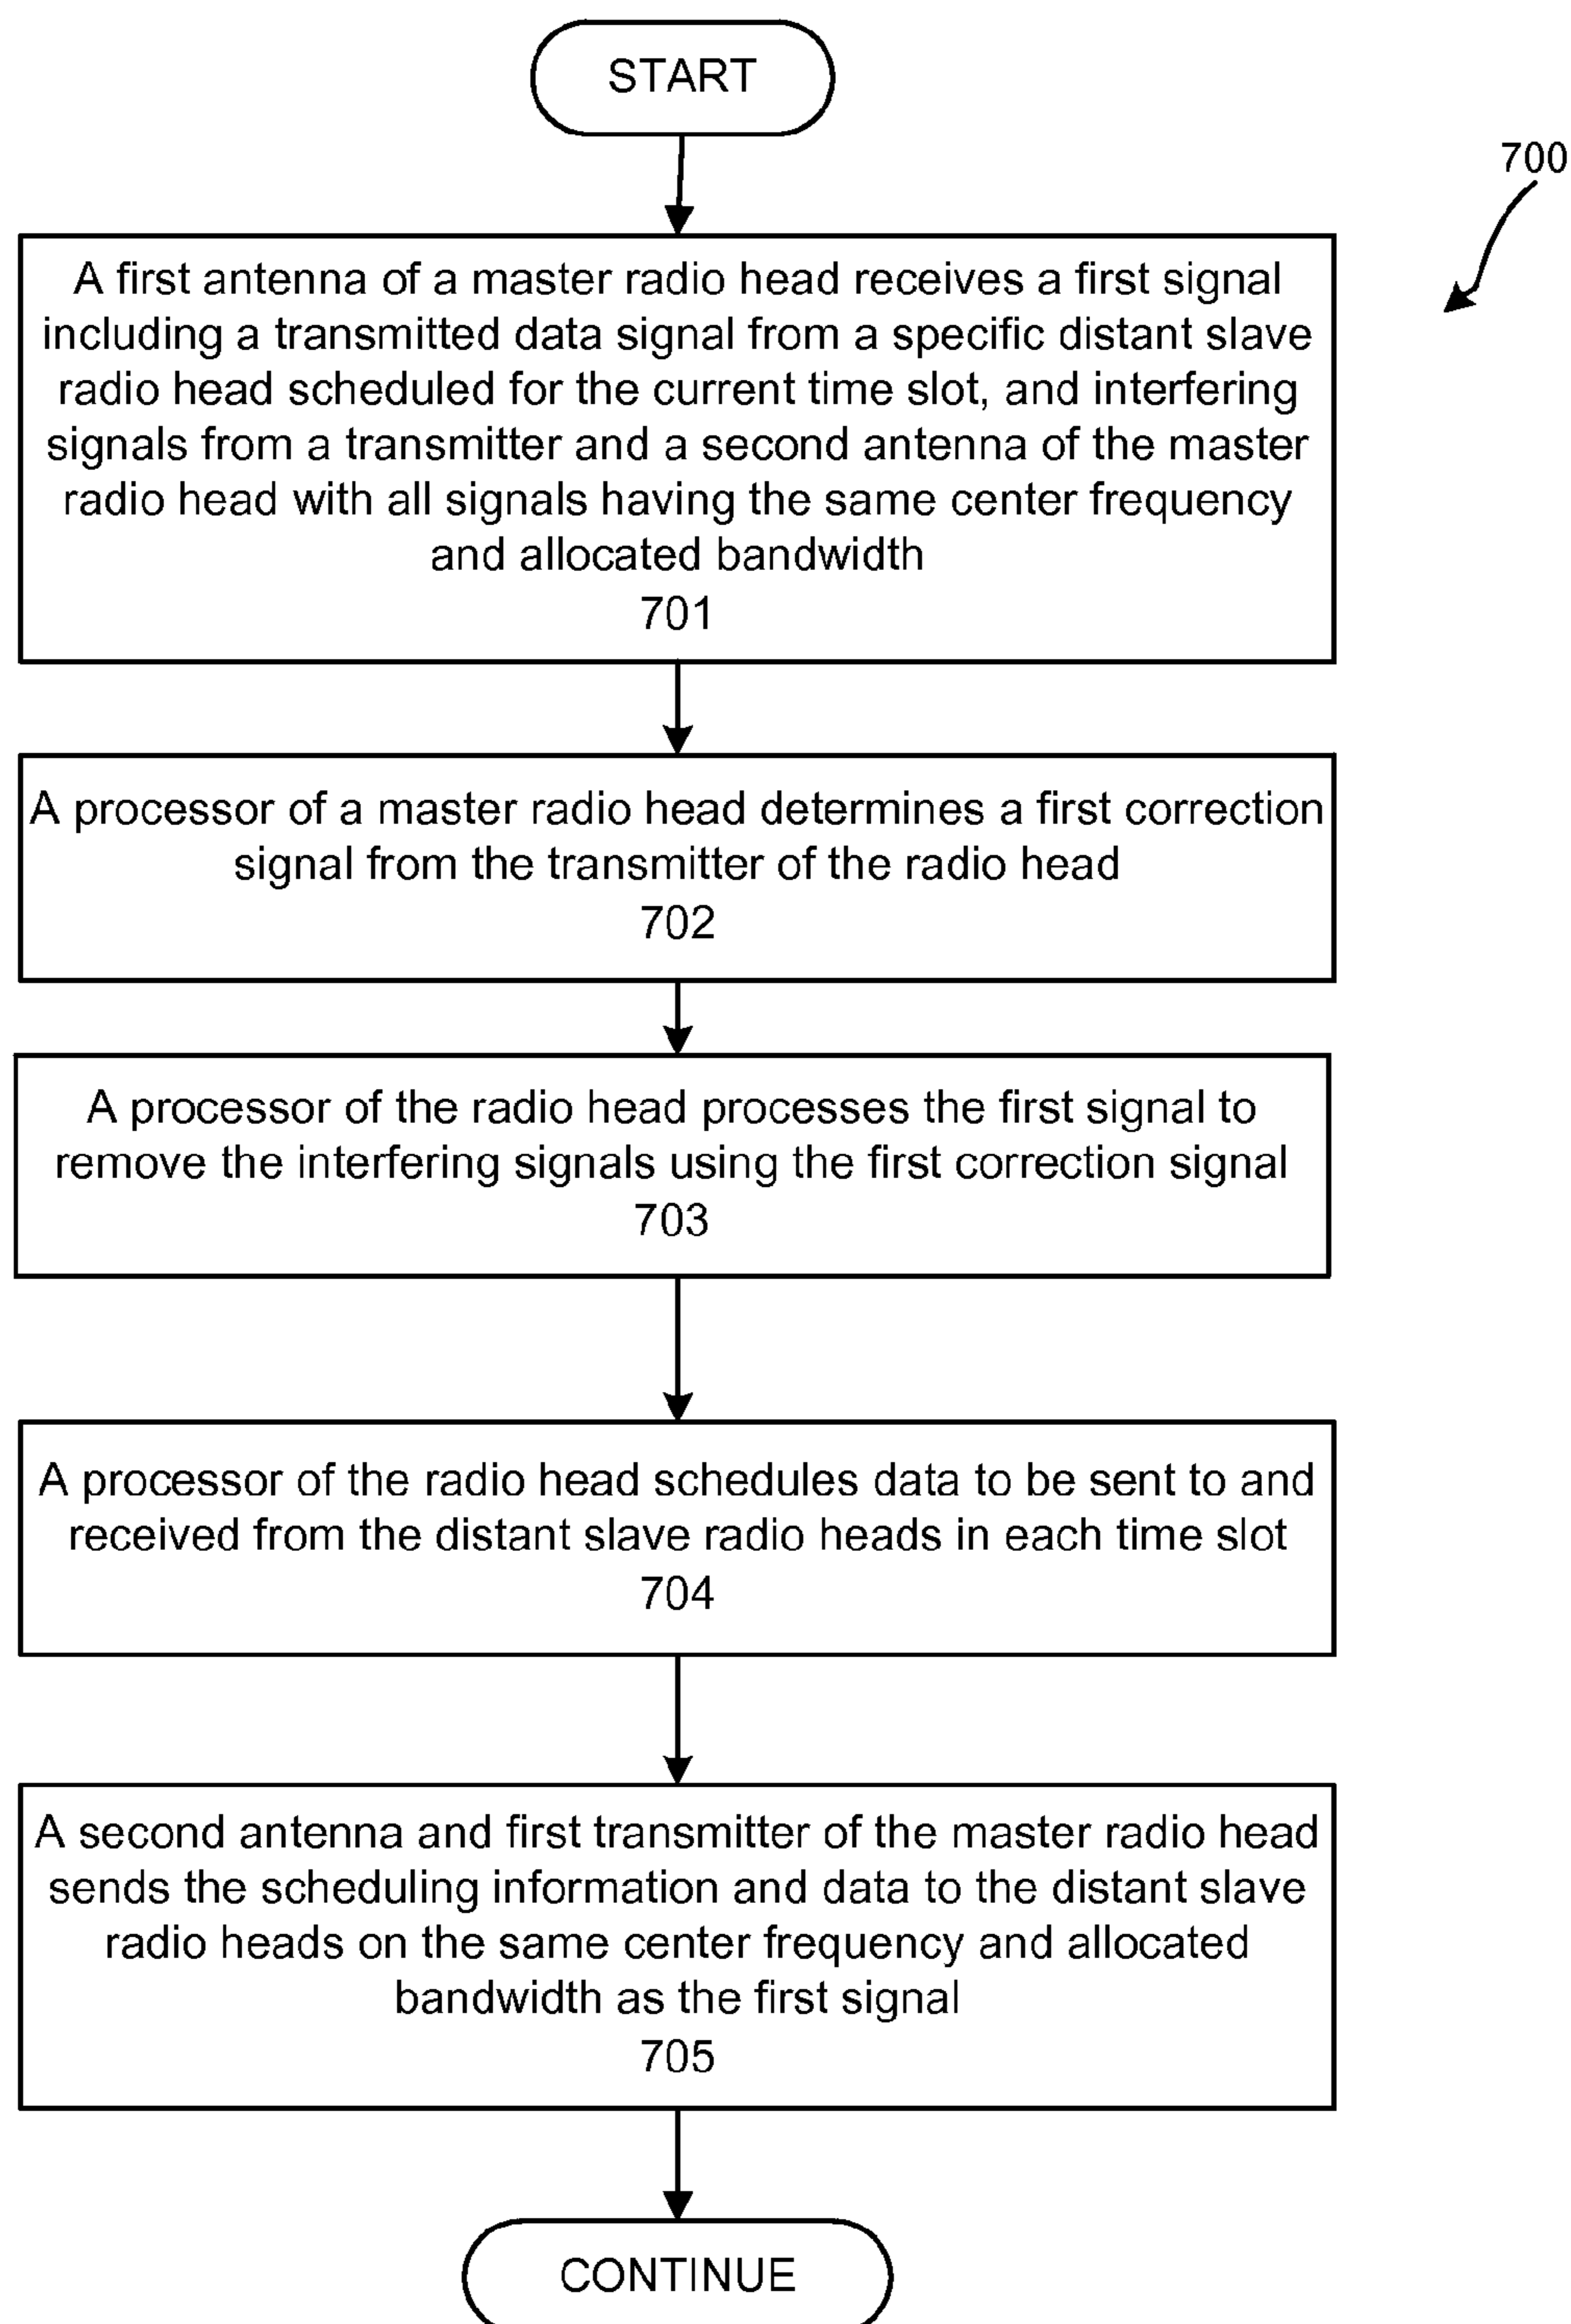 START
700
A first antenna of a master radio head receives a first signal
including a transmitted data signal from a specific distant slave
radio head scheduled for the current time slot, and interfering
signals from a transmitter and a second antenna of the master
radio head with all signals having the same center frequency
and allocated bandwidth
701
A processor of a master radio head determines a first correction
signal from the transmitter of the radio head
702
A processor of the radio head processes the first signal to
remove the interfering signals using the first correction signal
703
A processor of the radio head schedules data to be sent to and
received from the distant slave radio heads in each time slot
704
A second antenna and first transmitter of the master radio head
sends the scheduling information and data to the distant slave
radio heads on the same center frequency and allocated
bandwidth as the first signal
705
CONTINUE